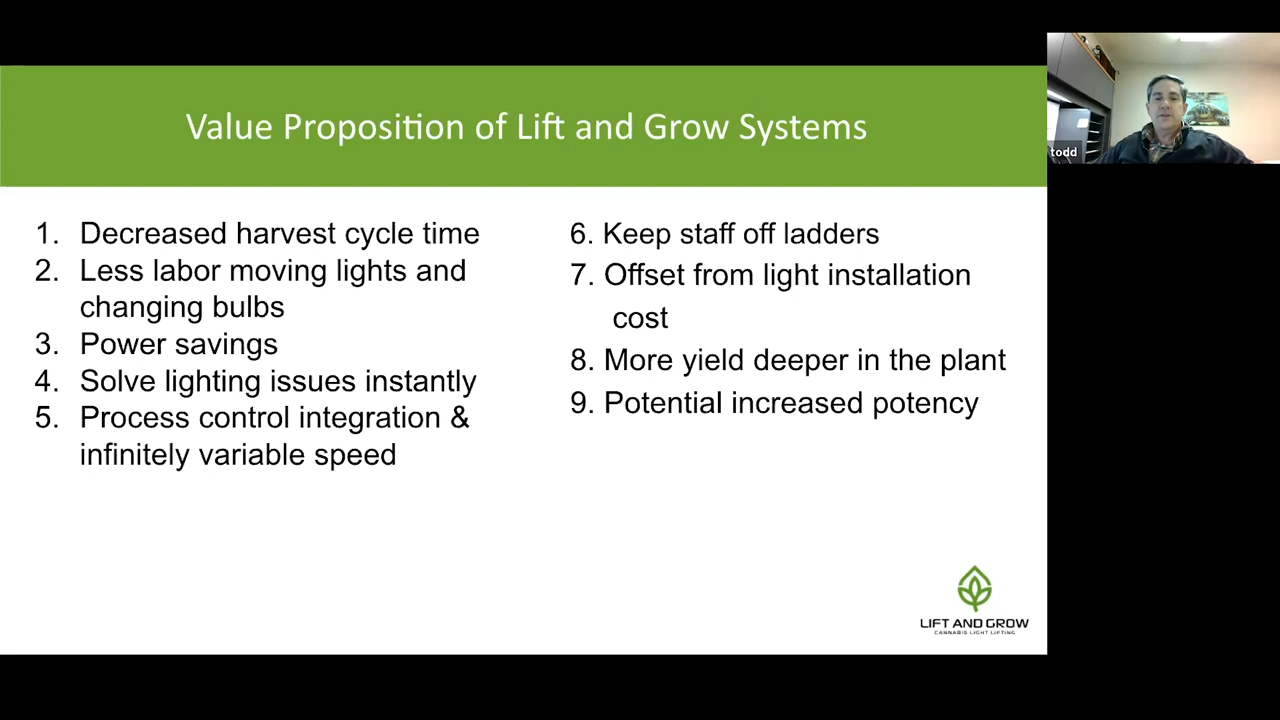 Value Proposition of Lift and Grow Systems
1. Decreased harvest cycle time
2. Less labor moving lights and
changing bulbs
3. Power savings
4. Solve lighting issues instantly
5. Process control integration &
infinitely variable speed
6. Keep staff off ladders
7. Offset from light installation
cost
8. More yield deeper in the plant
9. Potential increased potency
LIFT AND GROW
CANNABIS LIGHT LIFTING
todd